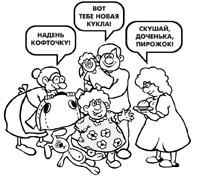 НАДЕНЬ
КОФТОЧКУ!
ВОТ
ТЕБЕ НОВАЯ
КУКЛА!
СКУШАЙ,
ДОЧЕНЬКА,
ПИРОЖОК!